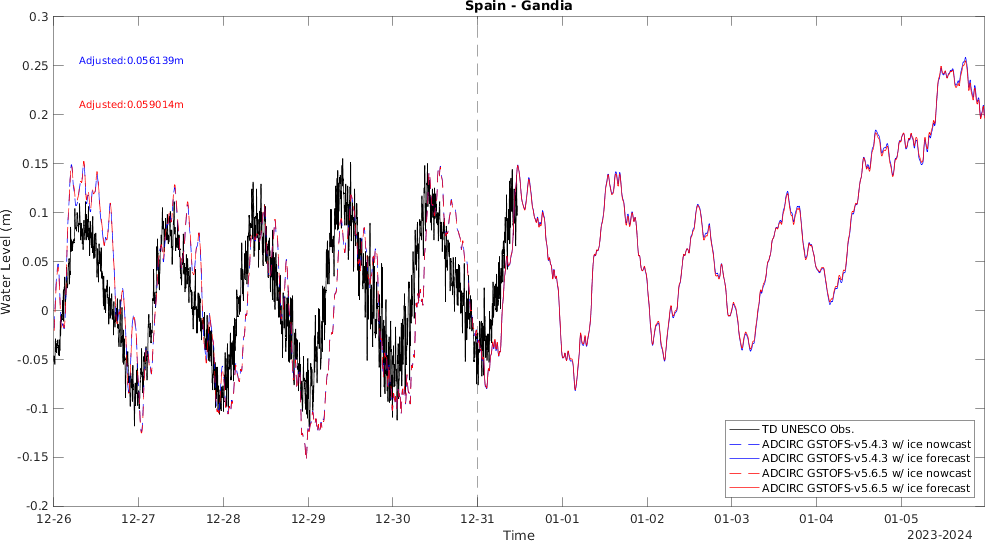 Spain - Gandia
0.3
0.25
0.2
0.15
0.1
0.05
0
-0.05
-0.1
-0.15
-0.2
Water Level (m)
Adjusted:0.056139m
Adjusted:0.059014m
TD UNESCO Obs.
ADCIRC GSTOFS-v5.4.3 w/ ice nowcast
ADCIRC GSTOFS-v5.4.3 w/ ice forecast
ADCIRC GSTOFS-v5.6.5 w/ ice nowcast
ADCIRC GSTOFS-v5.6.5 w/ ice forecast
12-26 12-27 12-28 12-29 12-30 12-31 01-01 01-02 01-03 01-04 01-05
Time
2023-2024